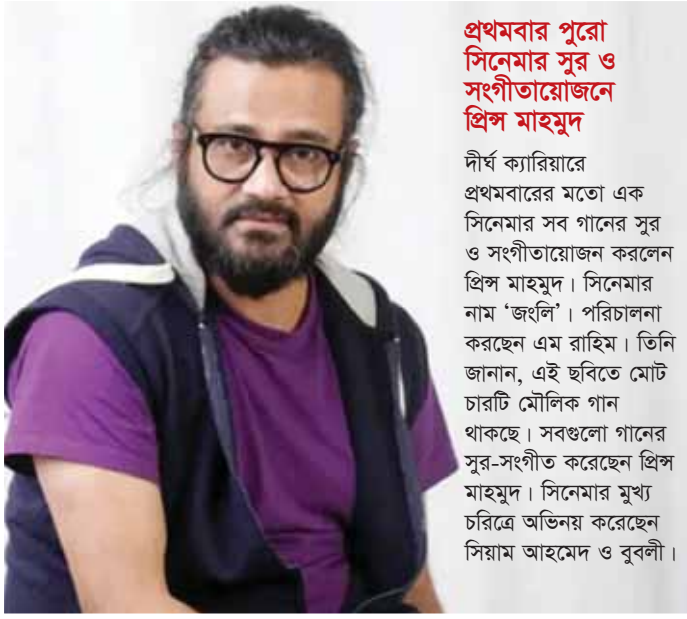 প্রথমবার পুরো
সিনেমার সুর ও
সংগীতায়োজনে
প্রিন্স মাহমুদ
দীর্ঘ ক্যারিয়ারে
প্রথমবারের মতো এক
সিনেমার সব গানের সুর
ও সংগীতায়োজন করলেন
প্রিন্স মাহমুদ। সিনেমার
নাম ‘জংলি’। পরিচালনা
করছেন এম রাহিম। তিনি
জানান, এই ছবিতে মোট
চারটি মৌলিক গান
থাকছে। সবগুলো গানের
সুর-সংগীত করেছেন প্রিন্স
মাহমুদ। সিনেমার মুখ্য
চরিত্রে অভিনয় করেছেন
সিয়াম আহমেদ ও বুবলী।